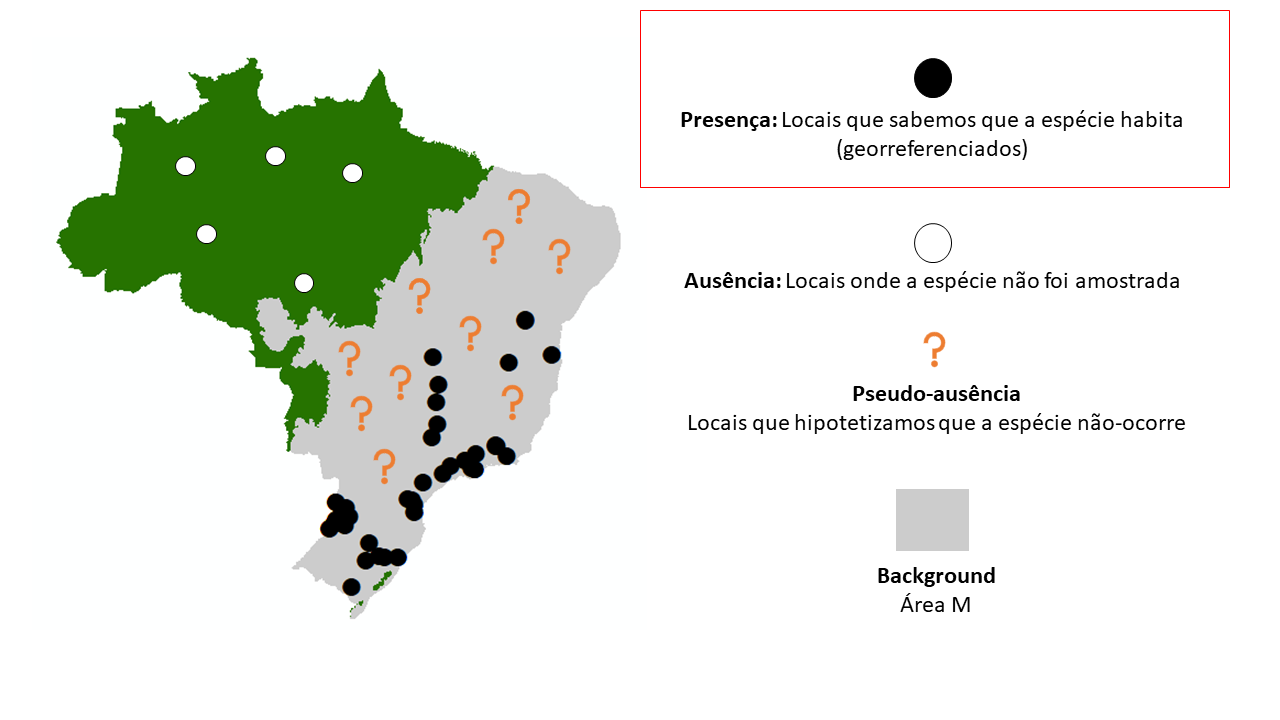 Presença: Locais que sabemos que a espécie habita
(georreferenciados)
Ausência: Locais onde a espécie não foi amostrada
Pseudo-ausência
Locais que hipotetizamos que a espécie não-ocorre
Background
Área M